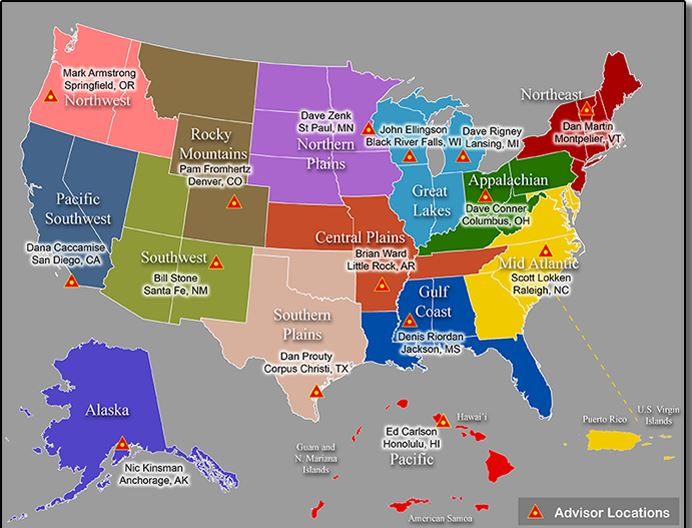 Mark Armstrong
Springfield, OR
Northwest
Northeast
Dan Martin
Montpelier, VT
Dave Zenk
St Paul, MN
Northern
Plains
John Ellingson
Black River Falls, WI
Dave Rigney
Lansing, MI
Rocky
Mountains
Pam Fromhertz
Denver, CO
Great
Lakes
Appalachian
Dave Conner
Columbus, OH
Pacific
Southwest
Dana Caccamise
San Diego, CA
Southwest
Bill Stone
Santa Fe, NM
Central Plains
Brian Ward
Little Rock, AR
Mid Atlantic
Scott Lokken
Raleigh, NC
Gulf
Coast
Denis Riordan
Jackson, MS
Southern
Plains
Dan Prouty
Corpus Christi, TX
Alaska
Nic Kinsman
Anchorage, AK
Guam and
N. Mariana
Islands
Hawai'i
Ed Carlson
Honolulu, HI
Pacific
American Samoa
Puerto Rico
U.S. Virgin
Islands
Advisor Locations